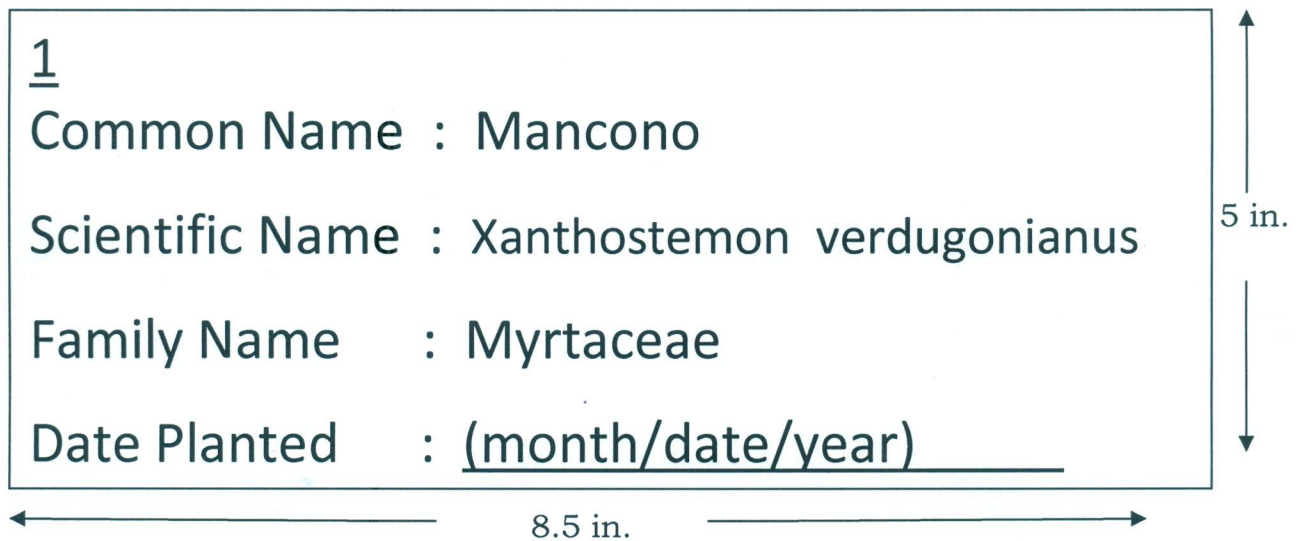 1
Common Name : Mancono
Scientific Name : Xanthostemon verdugonianus
5 in.
Family Name : Myrtaceae
Date Planted : (month/date/year)
8.5 in.